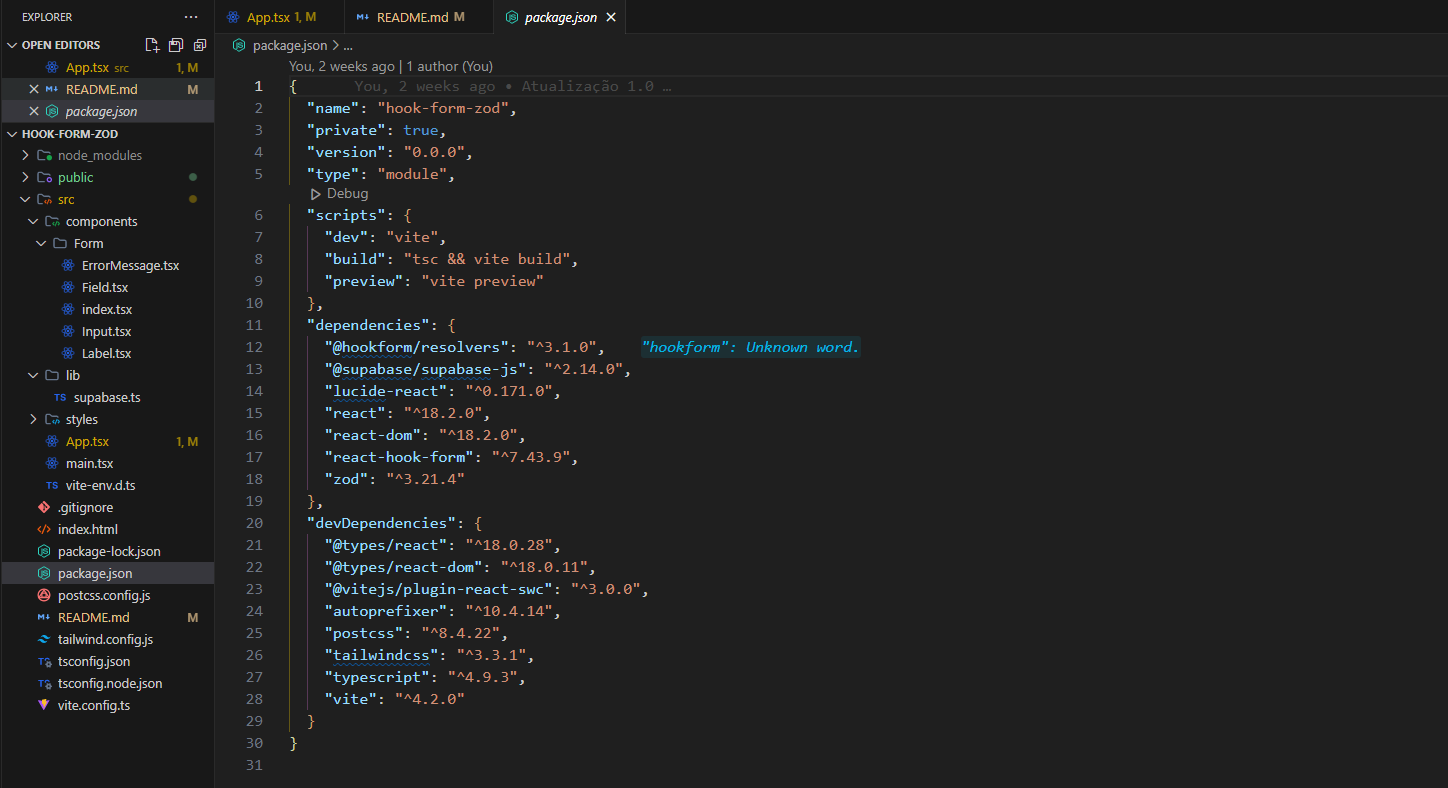 EXPLORER ...
OPEN EDITORS
App.tsx src 1, M
README.md M
package.json
HOOK-FORM-ZOD
node_modules
public
src
components
Form
ErrorMessage.tsx
Field.tsx
index.tsx
Input.tsx
Label.tsx
lib
TS supabase.ts
styles
App.tsx 1, M
main.tsx
TS vite-env.d.ts
.gitignore
index.html
package-lock.json
package.json
postcss.config.js
README.md M
tailwind.config.js
tsconfig.json
tsconfig.node.json
vite.config.ts
App.tsx 1, M README.md M package.json
package.json > ...
You, 2 weeks ago | 1 author (You)
1 { You, 2 weeks ago • Atualização 1.0 …
2 "name": "hook-form-zod",
3 "private": true,
4 "version": "0.0.0",
5 "type": "module",
Debug
6 "scripts": {
7 "dev": "vite",
8 "build": "tsc && vite build",
9 "preview": "vite preview"
10 },
11 "dependencies": {
12 "@hookform/resolvers": "^3.1.0", "hookform": Unknown word.
13 "@supabase/supabase-js": "^2.14.0",
14 "lucide-react": "^0.171.0",
15 "react": "^18.2.0",
16 "react-dom": "^18.2.0",
17 "react-hook-form": "^7.43.9",
18 "zod": "^3.21.4"
19 },
20 "devDependencies": {
21 "@types/react": "^18.0.28",
22 "@types/react-dom": "^18.0.11",
23 "@vitejs/plugin-react-swc": "^3.0.0",
24 "autoprefixer": "^10.4.14",
25 "postcss": "^8.4.22",
26 "tailwindcss": "^3.3.1",
27 "typescript": "^4.9.3",
28 "vite": "^4.2.0"
29 }
30 }
31